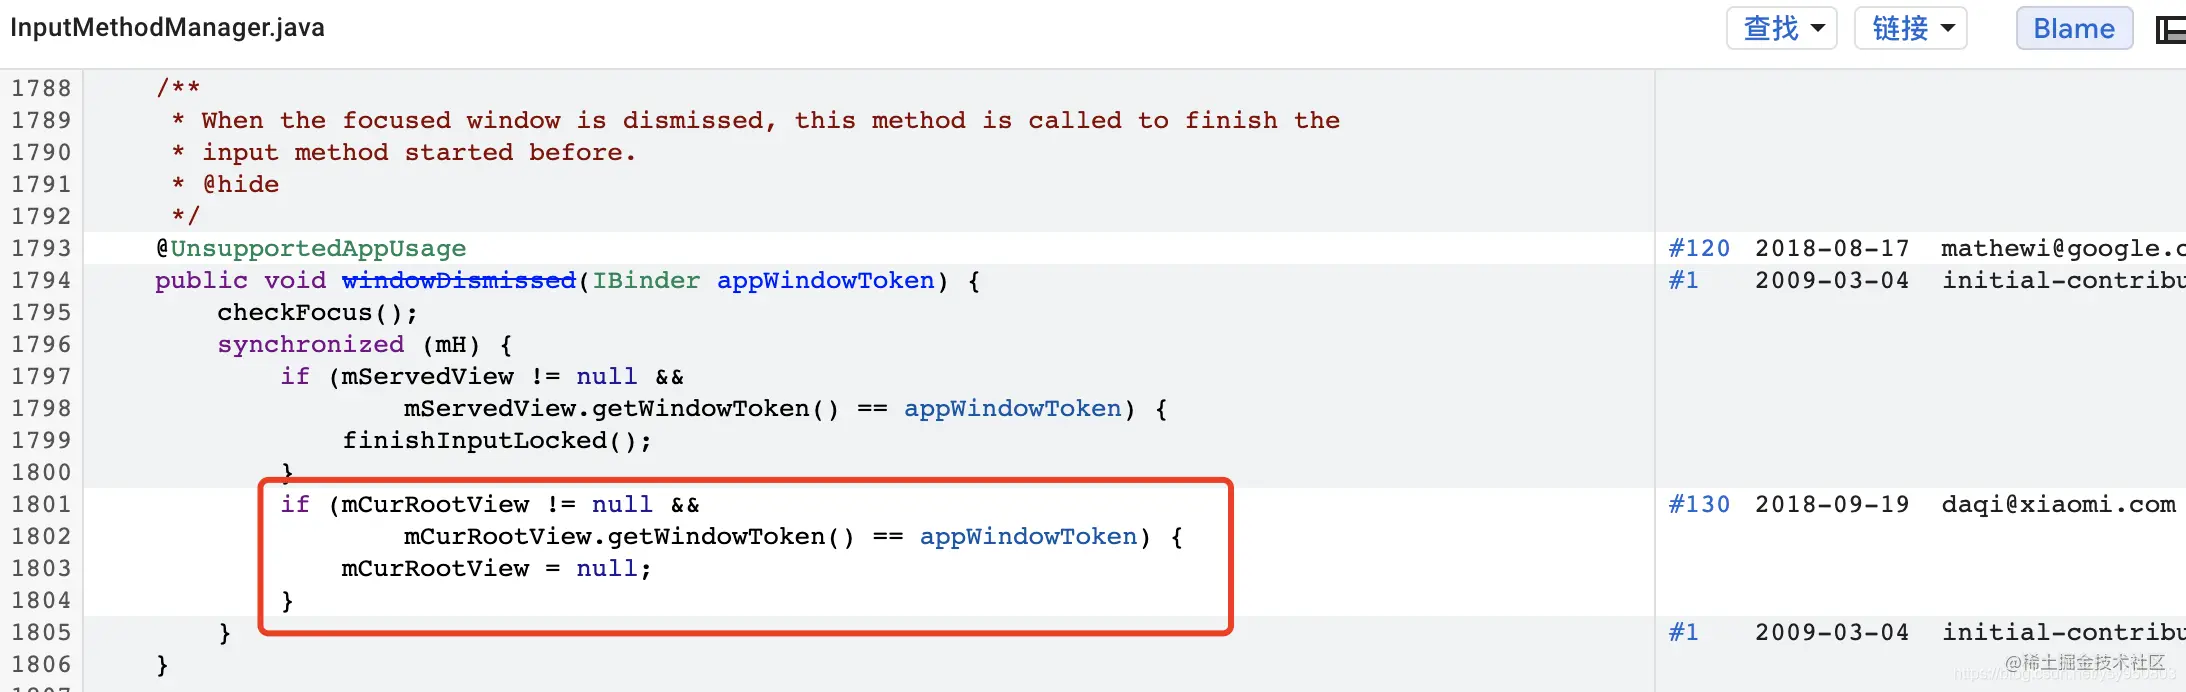 InputMethodManager.java 查找 链接 Blame
1788 /**
1789 * When the focused window is dismissed, this method is called to finish the
1790 * input method started before.
1791 * @hide
1792 */
1793 @UnsupportedAppUsage #120 2018-08-17 mathewi@google.c
1794 public void windowDismissed(IBinder appWindowToken) { #1 2009-03-04 initial-contribu
1795 checkFocus();
1796 synchronized (mH) {
1797 if (mServedView != null &&
1798 mServedView.getWindowToken() == appWindowToken) {
1799 finishInputLocked();
1800 }
1801 if (mCurRootView != null && #130 2018-09-19 daqi@xiaomi.com
1802 mCurRootView.getWindowToken() == appWindowToken) {
1803 mCurRootView = null;
1804 }
1805 } #1 2009-03-04 initial-contribu
1806 }
@稀土掘金技术社区